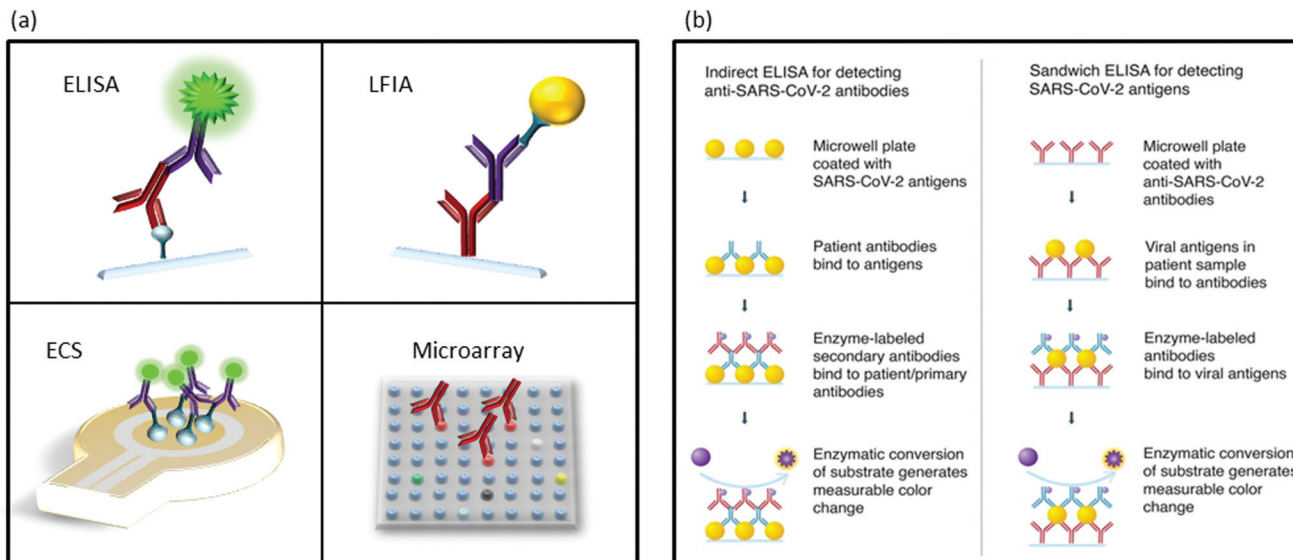 (a)
ELISA
LFIA
ECS
Microarray
(b)
Indirect ELISA for detecting
anti-SARS-CoV-2 antibodies
Microwell plate
coated with
SARS-CoV-2 antigens
Patient antibodies
bind to antigens
Enzyme-labeled
secondary antibodies
bind to patient/primary
antibodies
Enzymatic conversion
of substrate generates
measurable color
change
Sandwich ELISA for detecting
SARS-CoV-2 antigens
Microwell plate
coated with
anti-SARS-CoV-2
antibodies
Viral antigens in
patient sample
bind to antibodies
Enzyme-labeled
antibodies
bind to viral antigens
Enzymatic conversion
of substrate generates
measurable color
change